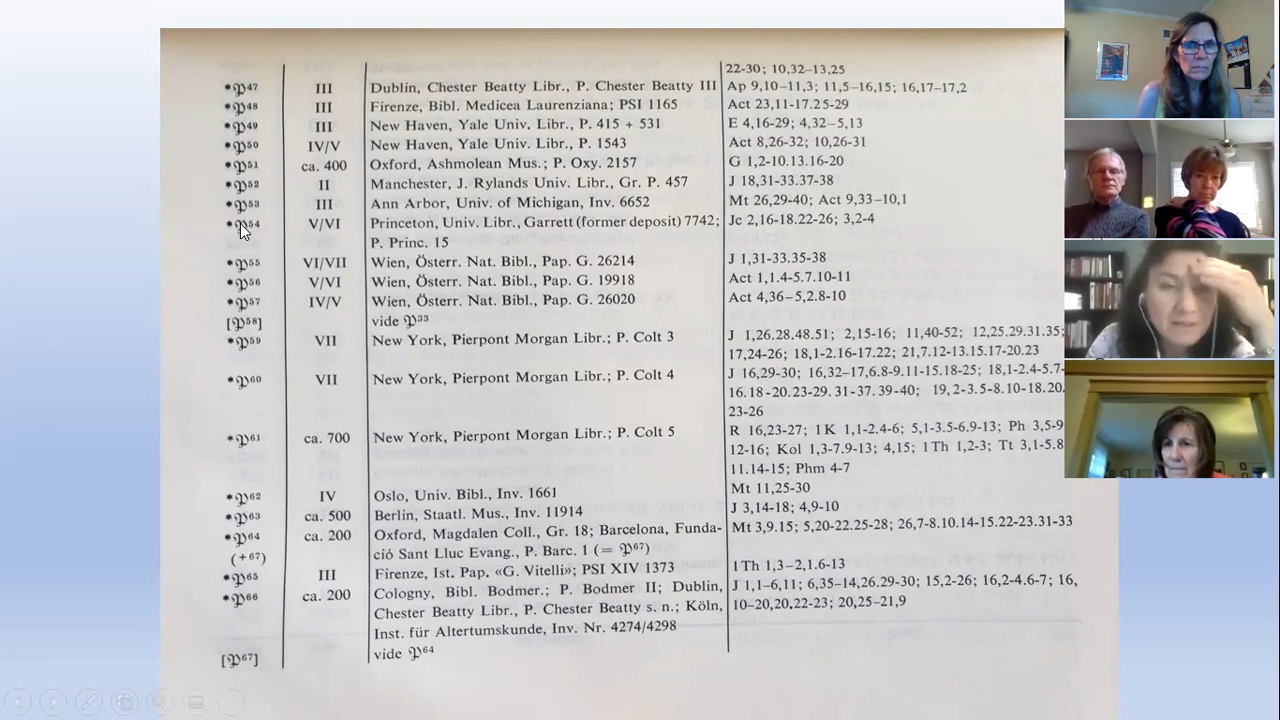 22-30; 10,32–13,25
*𝔓47 III Dublin, Chester Beatty Libr., P. Chester Beatty III Ap 9,10–11,3; 11,5–16,15; 16,17–17,2
*𝔓48 III Firenze, Bibl. Medicea Laurenziana; PSI 1165 Act 23,11-17.25-29
*𝔓49 III New Haven, Yale Univ. Libr., P. 415 + 531 E 4,16-29; 4,32–5,13
*𝔓50 IV/V New Haven, Yale Univ. Libr., P. 1543 Act 8,26-32; 10,26-31
*𝔓51 ca. 400 Oxford, Ashmolean Mus.; P. Oxy. 2157 G 1,2-10.13.16-20
*𝔓52 II Manchester, J. Rylands Univ. Libr., Gr. P. 457 J 18,31-33.37-38
*𝔓53 III Ann Arbor, Univ. of Michigan, Inv. 6652 Mt 26,29-40; Act 9,33–10,1
*𝔓54 V/VI Princeton, Univ. Libr., Garrett (former deposit) 7742; Jc 2,16-18.22-26; 3,2-4
P. Princ. 15
*𝔓55 VI/VII Wien, Österr. Nat. Bibl., Pap. G. 26214 J 1,31-33.35-38
*𝔓56 V/VI Wien, Österr. Nat. Bibl., Pap. G. 19918 Act 1,1.4-5.7.10-11
*𝔓57 IV/V Wien, Österr. Nat. Bibl., Pap. G. 26020 Act 4,36–5,2.8-10
[𝔓58] vide 𝔓33
*𝔓59 VII New York, Pierpont Morgan Libr.; P. Colt 3 J 1,26.28.48.51; 2,15-16; 11,40-52; 12,25.29.31.35;
17,24-26; 18,1-2.16-17.22; 21,7.12-13.15.17-20.23
*𝔓60 VII New York, Pierpont Morgan Libr.; P. Colt 4 J 16,29-30; 16,32–17,6.8-9.11-15.18-25; 18,1-2.4-5.7-
16.18-20.23-29.31-37.39-40; 19,2-3.5-8.10-18.20.
23-26
*𝔓61 ca. 700 New York, Pierpont Morgan Libr.; P. Colt 5 R 16,23-27; 1K 1,1-2.4-6; 5,1-3.5-6.9-13; Ph 3,5-9
12-16; Kol 1,3-7.9-13; 4,15; 1Th 1,2-3; Tt 3,1-5.8
11.14-15; Phm 4-7
*𝔓62 IV Oslo, Univ. Bibl., Inv. 1661 Mt 11,25-30
*𝔓63 ca. 500 Berlin, Staatl. Mus., Inv. 11914 J 3,14-18; 4,9-10
*𝔓64 ca. 200 Oxford, Magdalen Coll., Gr. 18; Barcelona, Funda- Mt 3,9.15; 5,20-22.25-28; 26,7-8.10.14-15.22-23.31-33
(+67) ció Sant Lluc Evang., P. Barc. 1 (= 𝔓67)
*𝔓65 III Firenze, Ist. Pap. «G. Vitelli»; PSI XIV 1373 1Th 1,3–2,1.6-13
*𝔓66 ca. 200 Cologny, Bibl. Bodmer.; P. Bodmer II; Dublin, J 1,1–6,11; 6,35–14,26.29-30; 15,2-26; 16,2-4.6-7; 16,
Chester Beatty Libr., P. Chester Beatty s. n.; Köln, 10–20,20.22-23; 20,25–21,9
Inst. für Altertumskunde, Inv. Nr. 4274/4298
[𝔓67] vide 𝔓64